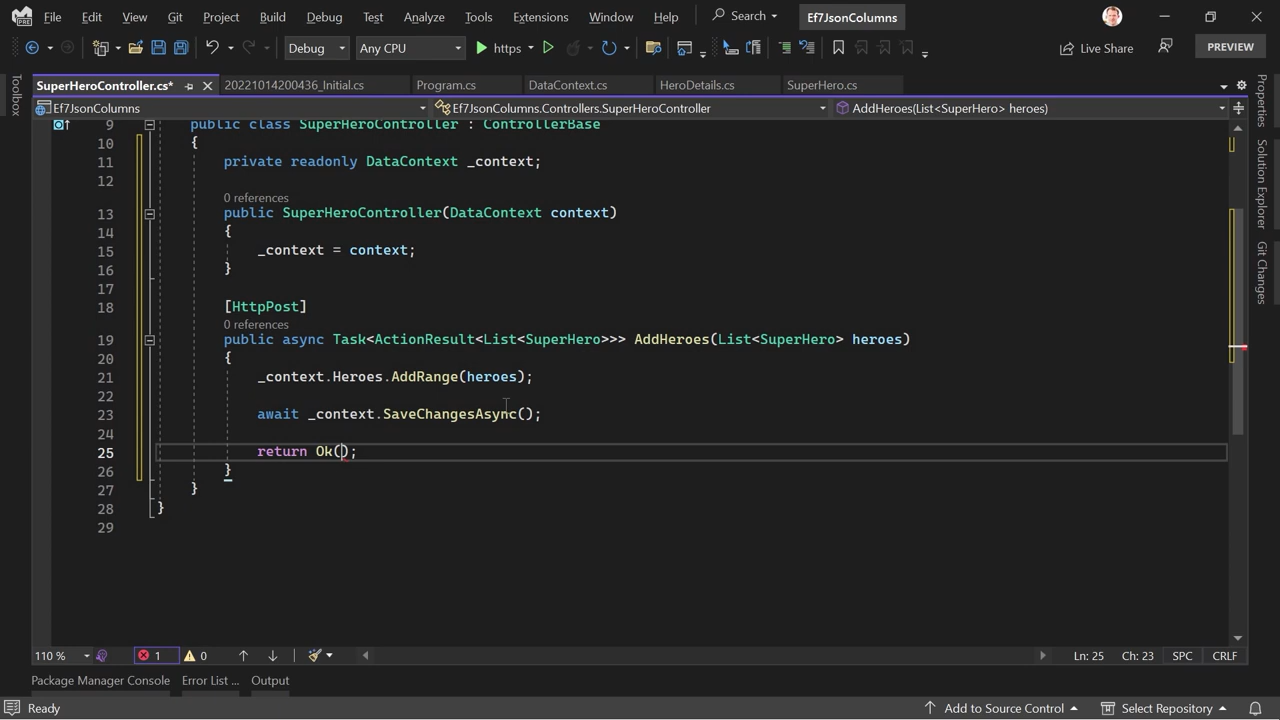 File Edit View Git Project Build Debug Test Analyze Tools Extensions Window Help Search Ef7JsonColumns
Debug Any CPU https Live Share PREVIEW
SuperHeroController.cs* 20221014200436_Initial.cs Program.cs DataContext.cs HeroDetails.cs SuperHero.cs
Ef7JsonColumns Ef7JsonColumns.Controllers.SuperHeroController AddHeroes(List<SuperHero> heroes)
Toolbox
Properties
Solution Explorer
Git Changes
9 public class SuperHeroController : ControllerBase
10 {
11 private readonly DataContext _context;
12
0 references
13 public SuperHeroController(DataContext context)
14 {
15 _context = context;
16 }
17
18 [HttpPost]
0 references
19 public async Task<ActionResult<List<SuperHero>>> AddHeroes(List<SuperHero> heroes)
20 {
21 _context.Heroes.AddRange(heroes);
22
23 await _context.SaveChangesAsync();
24
25 return Ok();
26 }
27 }
28 }
29
110 % 1 0 Ln: 25 Ch: 23 SPC CRLF
Package Manager Console Error List ... Output
Ready Add to Source Control Select Repository